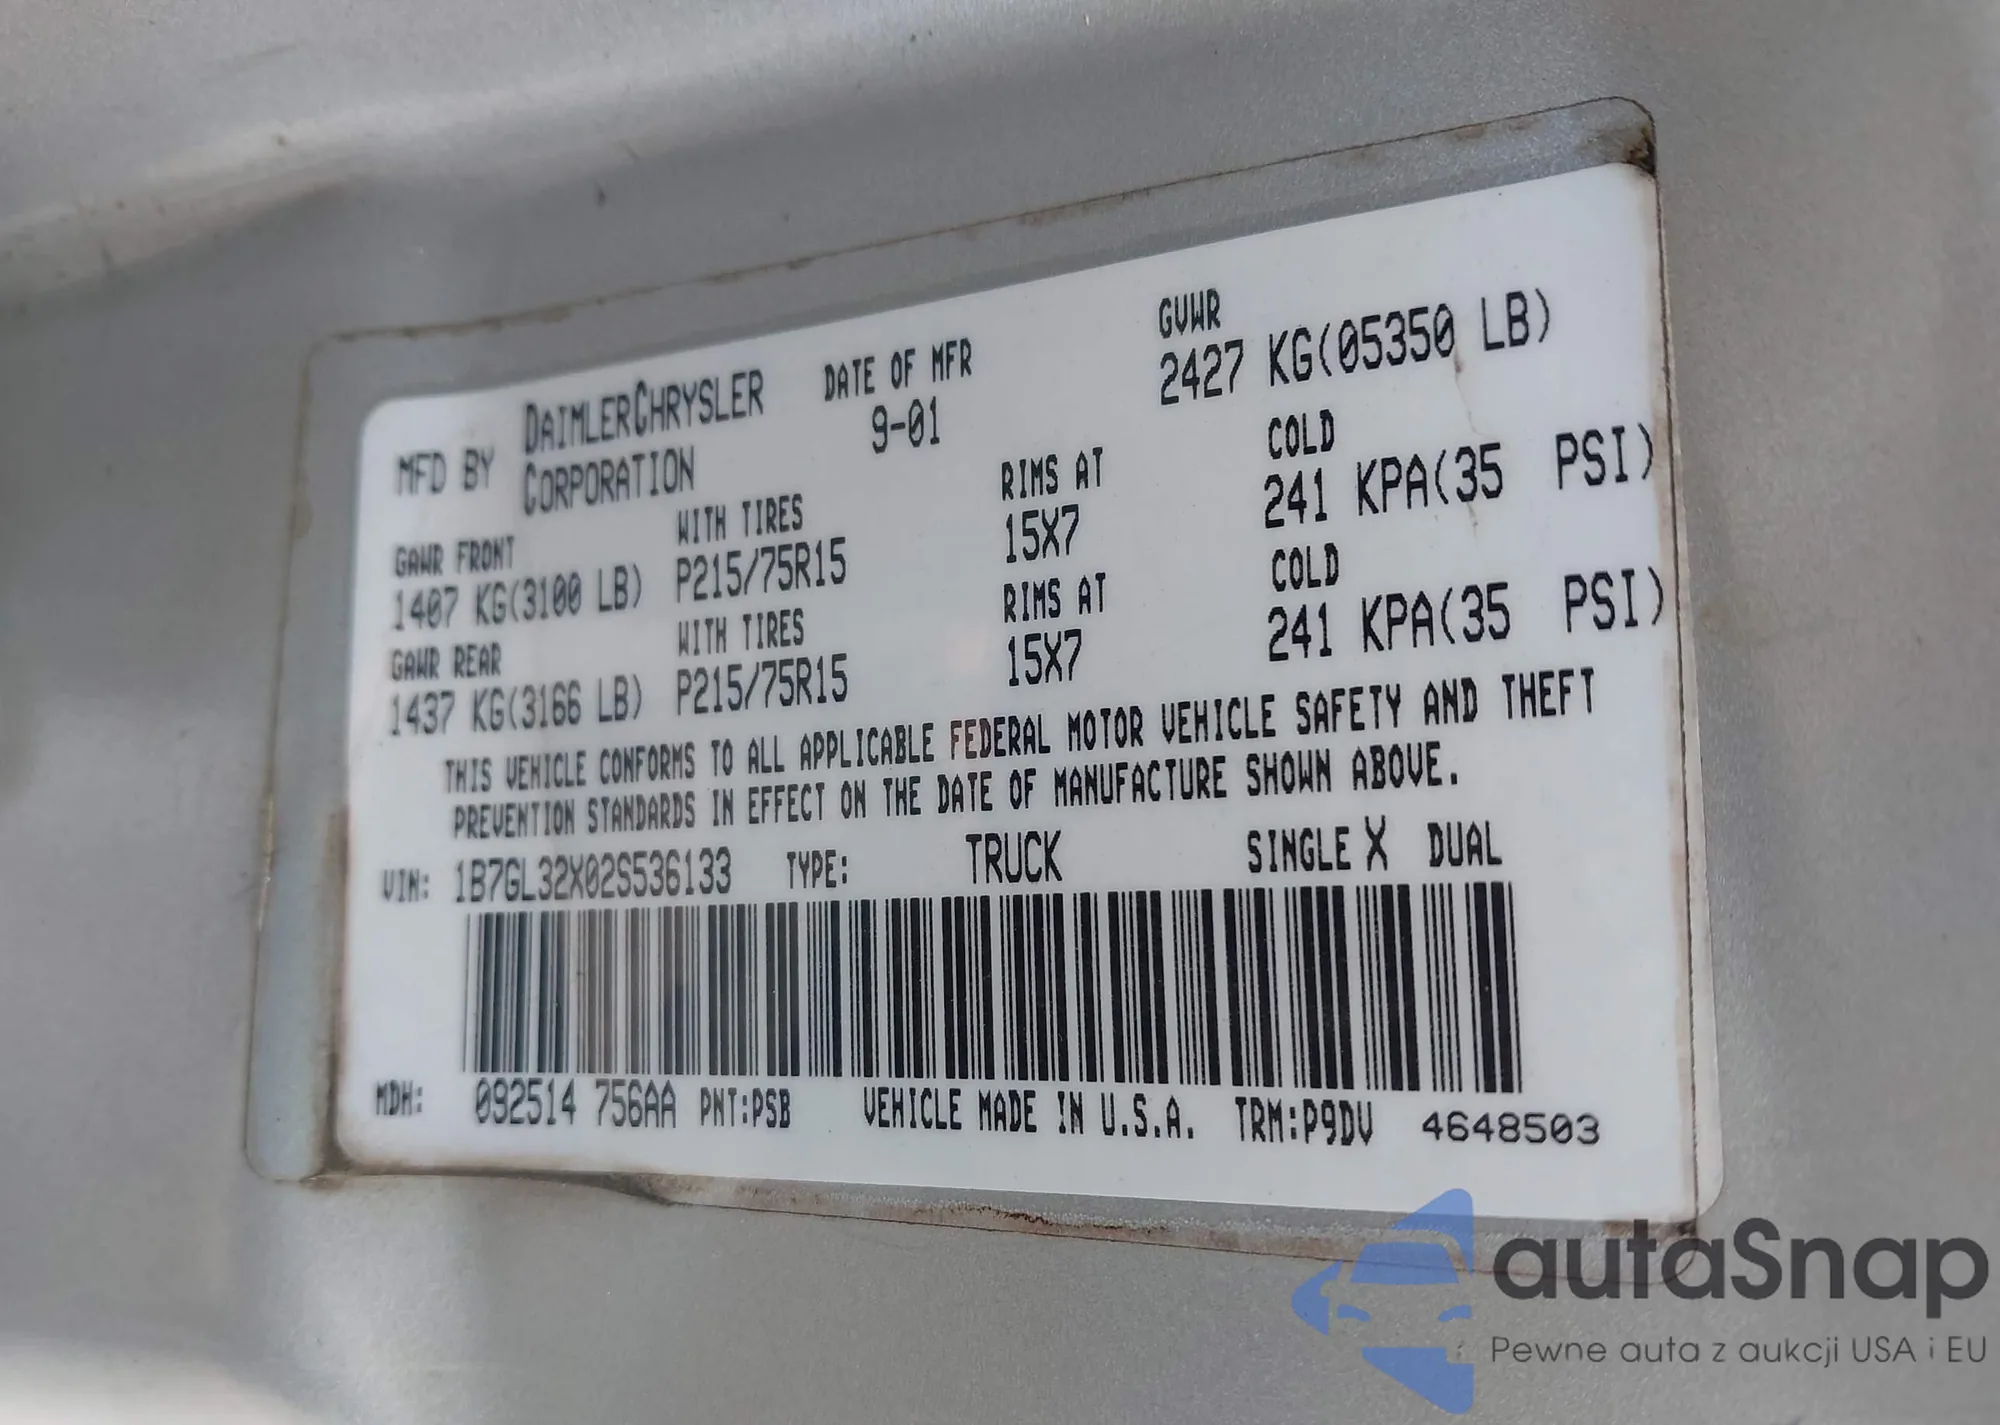 MFD BY DAIMLERCHRYSLER CORPORATION DATE OF MFR 9-01 GVWR 2427 KG(05350 LB)
GAWR FRONT WITH TIRES RIMS AT COLD
1407 KG(3100 LB) P215/75R15 15X7 241 KPA(35 PSI)
GAWR REAR WITH TIRES RIMS AT COLD
1437 KG(3166 LB) P215/75R15 15X7 241 KPA(35 PSI)
THIS VEHICLE CONFORMS TO ALL APPLICABLE FEDERAL MOTOR VEHICLE SAFETY AND THEFT
PREVENTION STANDARDS IN EFFECT ON THE DATE OF MANUFACTURE SHOWN ABOVE.
VIN: 1B7GL32X02S536133 TYPE: TRUCK SINGLE X DUAL
MDH: 092514 756AA PNT:PSB VEHICLE MADE IN U.S.A. TRM:P9DV 4648503
autaSnap
Pewne auta z aukcji USA i EU